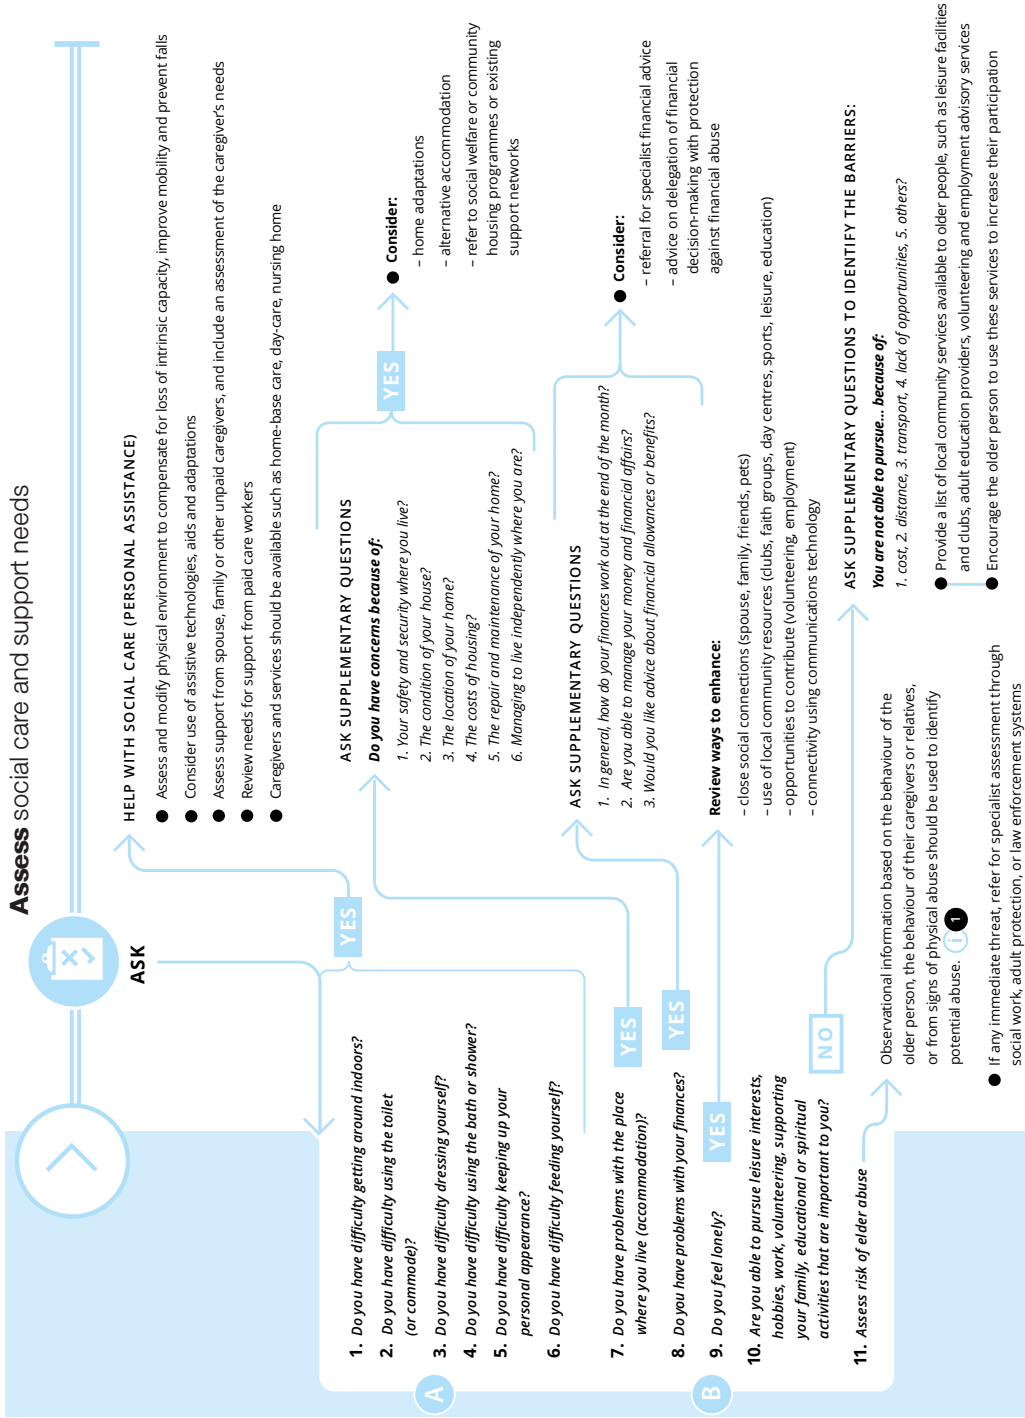 Assess social care and support needs
ASK
A
1. Do you have difficulty getting around indoors?
2. Do you have difficulty using the toilet
(or commode)?
3. Do you have difficulty dressing yourself?
4. Do you have difficulty using the bath or shower?
5. Do you have difficulty keeping up your
personal appearance?
6. Do you have difficulty feeding yourself?
YES
HELP WITH SOCIAL CARE (PERSONAL ASSISTANCE)
● Assess and modify physical environment to compensate for loss of intrinsic capacity, improve mobility and prevent falls
● Consider use of assistive technologies, aids and adaptations
● Assess support from spouse, family or other unpaid caregivers, and include an assessment of the caregiver's needs
● Review needs for support from paid care workers
● Caregivers and services should be available such as home-base care, day-care, nursing home
7. Do you have problems with the place
where you live (accommodation)?
YES
ASK SUPPLEMENTARY QUESTIONS
Do you have concerns because of:
1. Your safety and security where you live?
2. The condition of your house?
3. The location of your home?
4. The costs of housing?
5. The repair and maintenance of your home?
6. Managing to live independently where you are?
YES
● Consider:
– home adaptations
– alternative accommodation
– refer to social welfare or community
housing programmes or existing
support networks
8. Do you have problems with your finances?
YES
ASK SUPPLEMENTARY QUESTIONS
1. In general, how do your finances work out at the end of the month?
2. Are you able to manage your money and financial affairs?
3. Would you like advice about financial allowances or benefits?
● Consider:
– referral for specialist financial advice
– advice on delegation of financial
decision-making with protection
against financial abuse
B
9. Do you feel lonely?
YES
Review ways to enhance:
– close social connections (spouse, family, friends, pets)
– use of local community resources (clubs, faith groups, day centres, sports, leisure, education)
– opportunities to contribute (volunteering, employment)
– connectivity using communications technology
10. Are you able to pursue leisure interests,
hobbies, work, volunteering, supporting
your family, educational or spiritual
activities that are important to you?
NO
ASK SUPPLEMENTARY QUESTIONS TO IDENTIFY THE BARRIERS:
You are not able to pursue... because of:
1. cost, 2. distance, 3. transport, 4. lack of opportunities, 5. others?
● Provide a list of local community services available to older people, such as leisure facilities
and clubs, adult education providers, volunteering and employment advisory services
● Encourage the older person to use these services to increase their participation
11. Assess risk of elder abuse
Observational information based on the behaviour of the
older person, the behaviour of their caregivers or relatives,
or from signs of physical abuse should be used to identify
potential abuse. i 1
● If any immediate threat, refer for specialist assessment through
social work, adult protection, or law enforcement systems